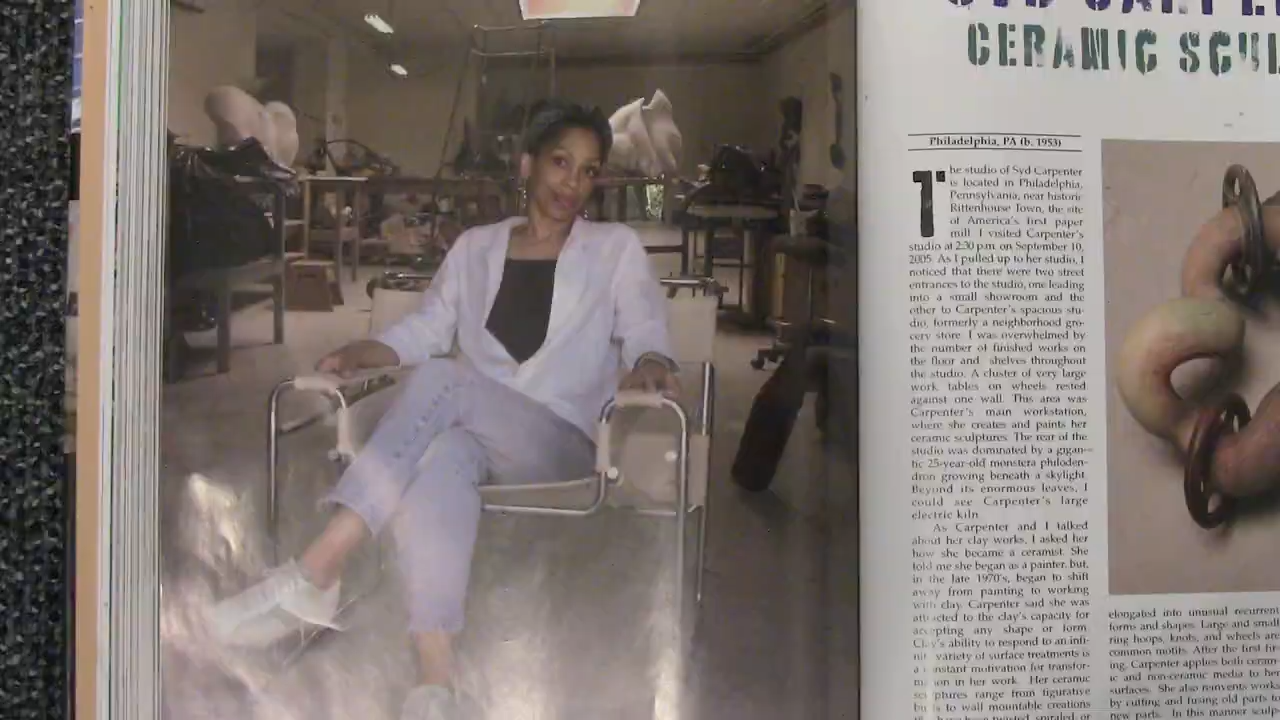 CERAMIC SCUL
Philadelphia, PA (b. 1953)
The studio of Syd Carpenter
is located in Philadelphia,
Pennsylvania, near historic
Rittenhouse Town, the site
of America's first paper
mill. I visited Carpenter's
studio at 2:30 p.m. on September 10,
2005. As I pulled up to her studio, I
noticed that there were two street
entrances to the studio, one leading
into a small showroom and the
other to Carpenter's spacious stu-
dio, formerly a neighborhood gro-
cery store. I was overwhelmed by
the number of finished works on
the floor and shelves throughout
the studio. A cluster of very large
work tables on wheels rested
against one wall. This area was
Carpenter's main workstation,
where she creates and paints her
ceramic sculptures. The rear of the
studio was dominated by a gigan-
tic 25-year-old monstera philoden-
dron growing beneath a skylight.
Beyond its enormous leaves, I
could see Carpenter's large
electric kiln.
As Carpenter and I talked
about her clay works, I asked her
how she became a ceramist. She
told me she began as a painter, but,
in the late 1970's, began to shift
away from painting to working
with clay. Carpenter said she was
attracted to the clay's capacity for
accepting any shape or form.
Clay's ability to respond to an infi-
nite variety of surface treatments is
a constant motivation for transfor-
mation in her work. Her ceramic
sculptures range from figurative
to wall mountable creations
have been twisted, spiraled or
elongated into unusual recurrent
forms and shapes. Large and small
ring hoops, knots, and wheels are
common motifs. After the first fir-
ing, Carpenter applies both ceram-
ic and non-ceramic media to her
surfaces. She also reinvents works
by cutting and fusing old parts to
new parts. In this manner sculp-